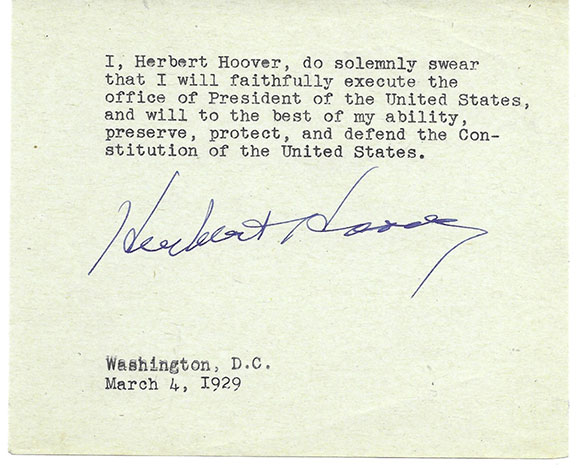 I, Herbert Hoover, do solemnly swear
that I will faithfully execute the
office of President of the United States,
and will to the best of my ability,
preserve, protect, and defend the Con-
stitution of the United States.
Herbert Hoover
Washington, D.C.
March 4, I929